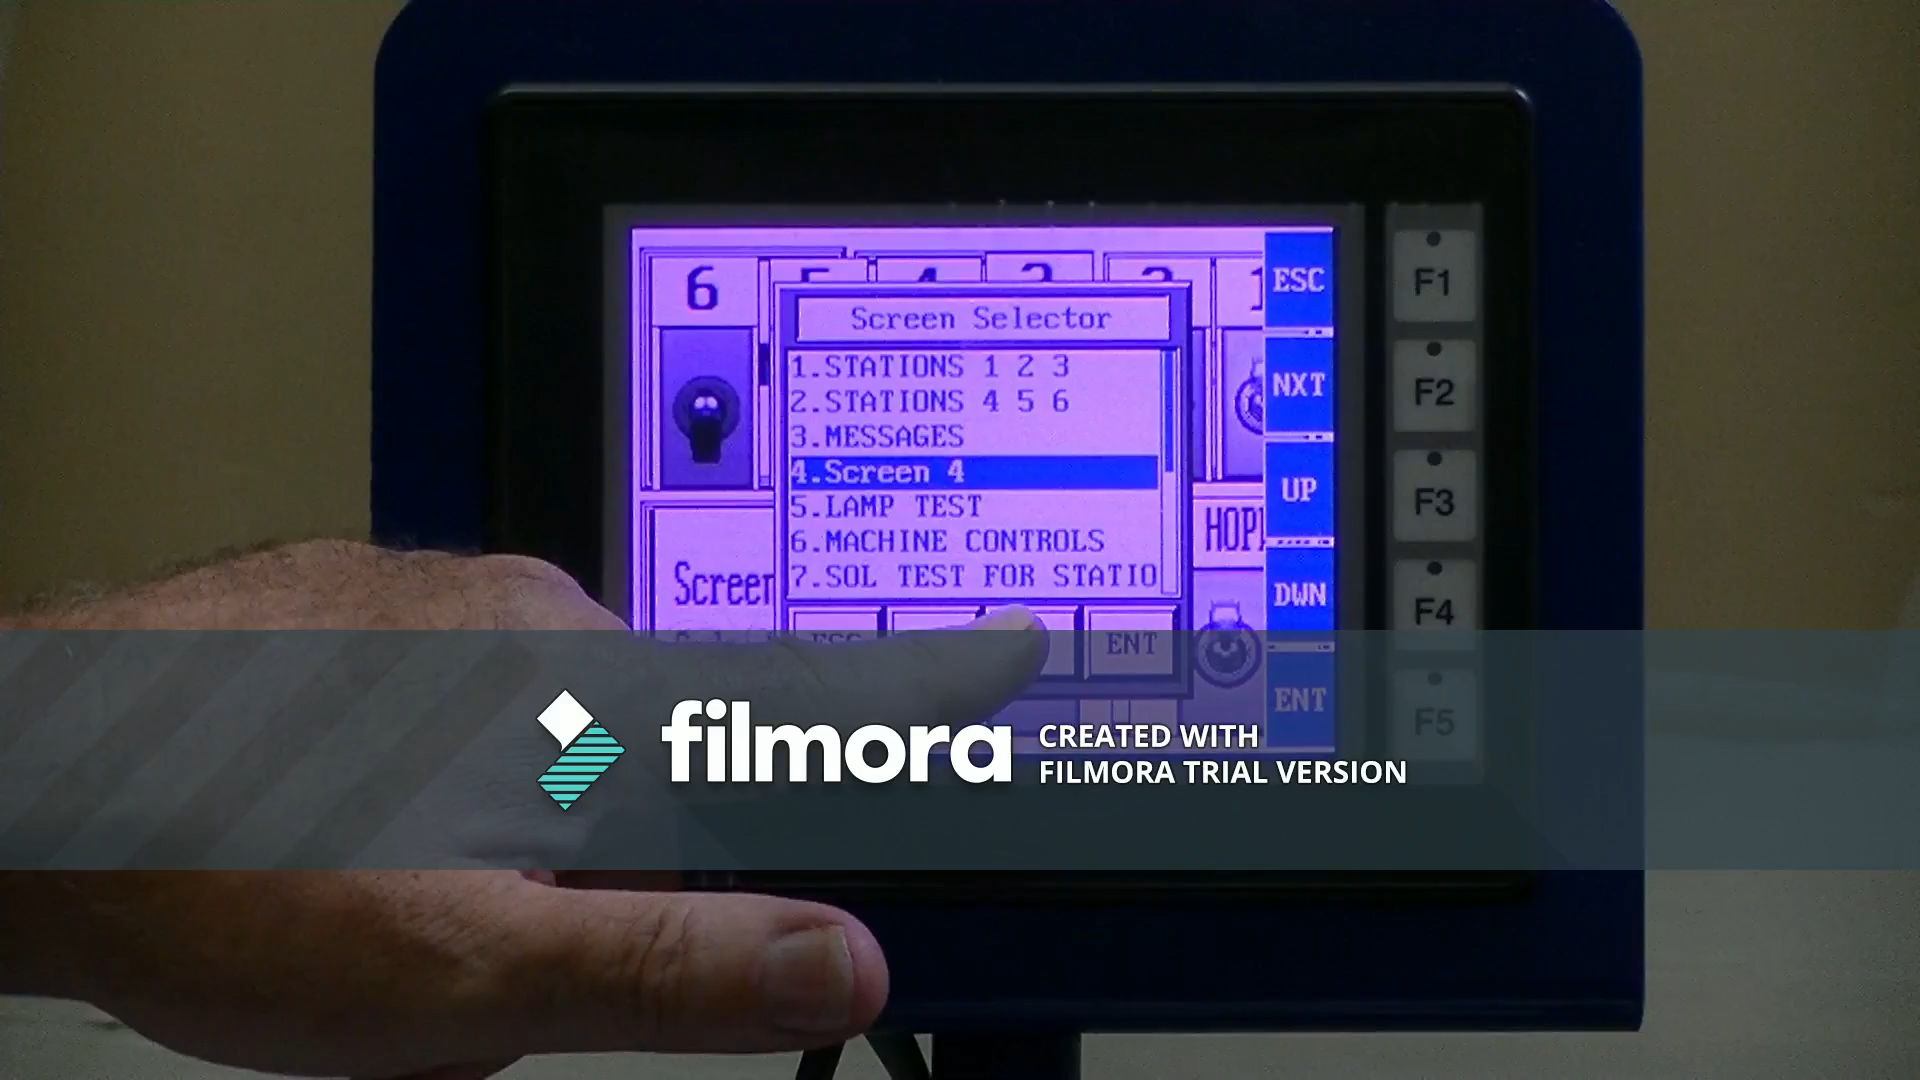 6
ESC
F1
Screen Selector
1.STATIONS 1 2 3
2.STATIONS 4 5 6
3.MESSAGES
4.Screen 4
5.LAMP TEST
6.MACHINE CONTROLS
7.SOL TEST FOR STATIO
NXT
F2
UP
F3
Screen
DWN
F4
ENT
ENT
F5
filmora
CREATED WITH
FILMORA TRIAL VERSION